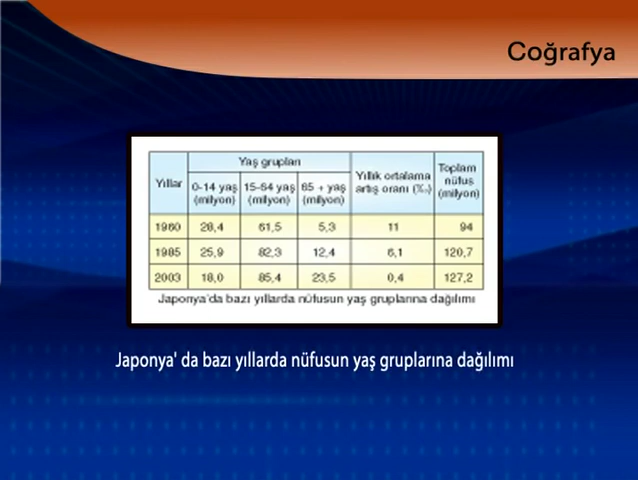 Coğrafya
Yıllar
Yaş grupları
0-14 yaş (milyon)
15-64 yaş (milyon)
65 + yaş (milyon)
Yıllık ortalama artış oranı (‰)
Toplam nüfus (milyon)
1960 28,4 61,5 5,3 11 94
1985 25,9 82,3 12,4 6,1 120,7
2003 18,0 85,4 23,5 0,4 127,2
Japonya'da bazı yıllarda nüfusun yaş gruplarına dağılımı
Japonya' da bazı yıllarda nüfusun yaş gruplarına dağılımı